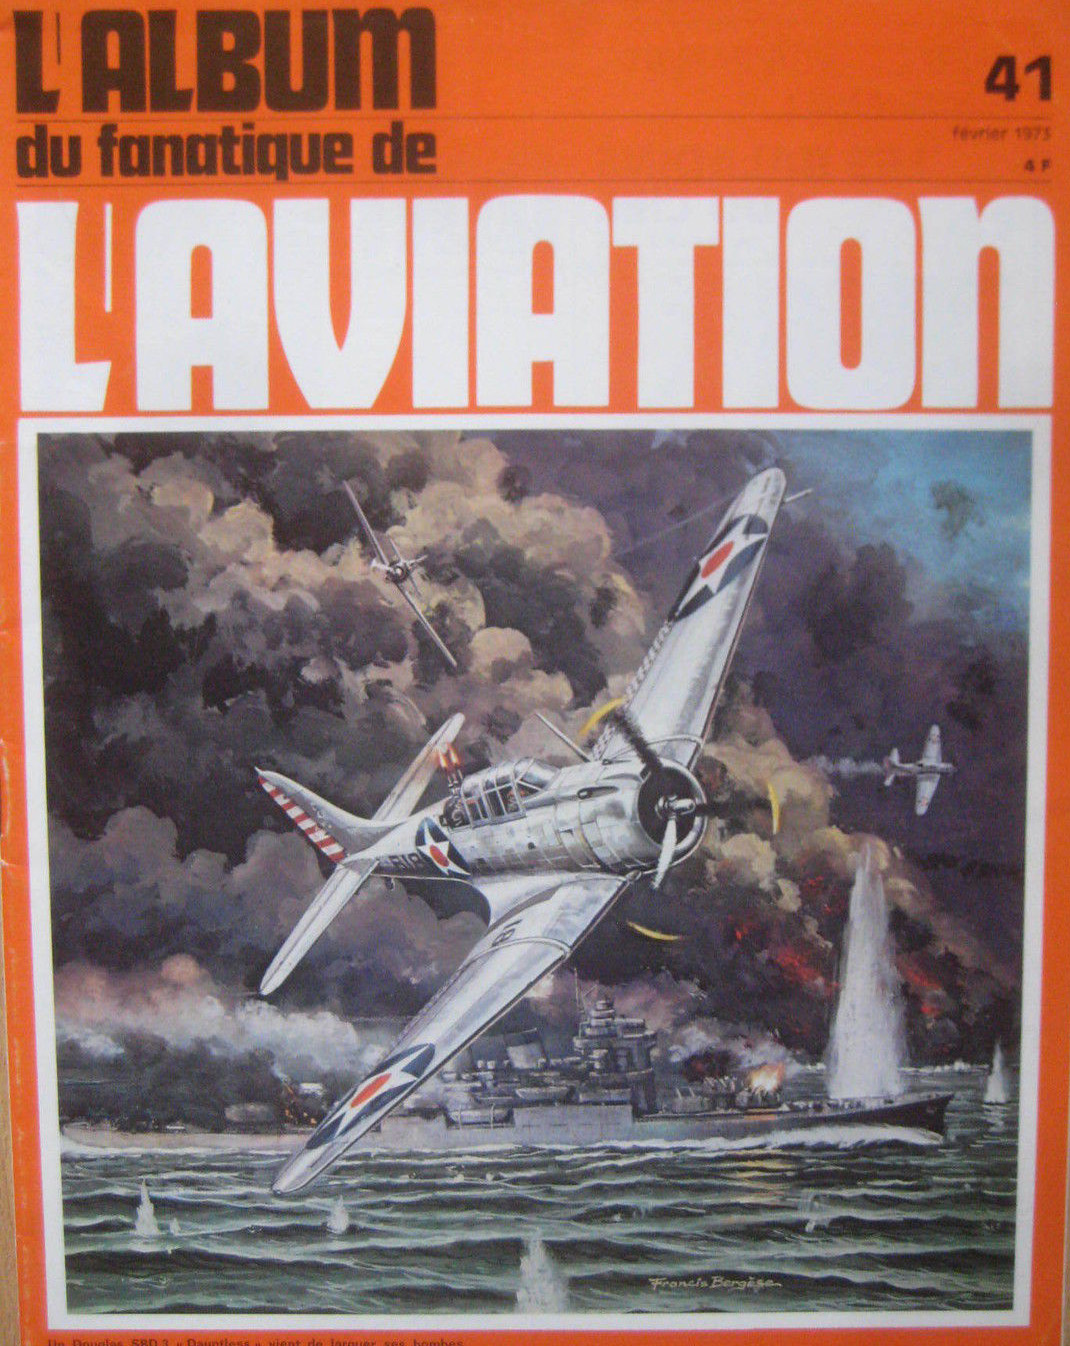 L'ALBUM
41
du fanatique de
février 1973
4 F
L'AVIATION
Francis Bergèse
Un Douglas SBD.3 « Dauntless » vient de larguer ses bombes